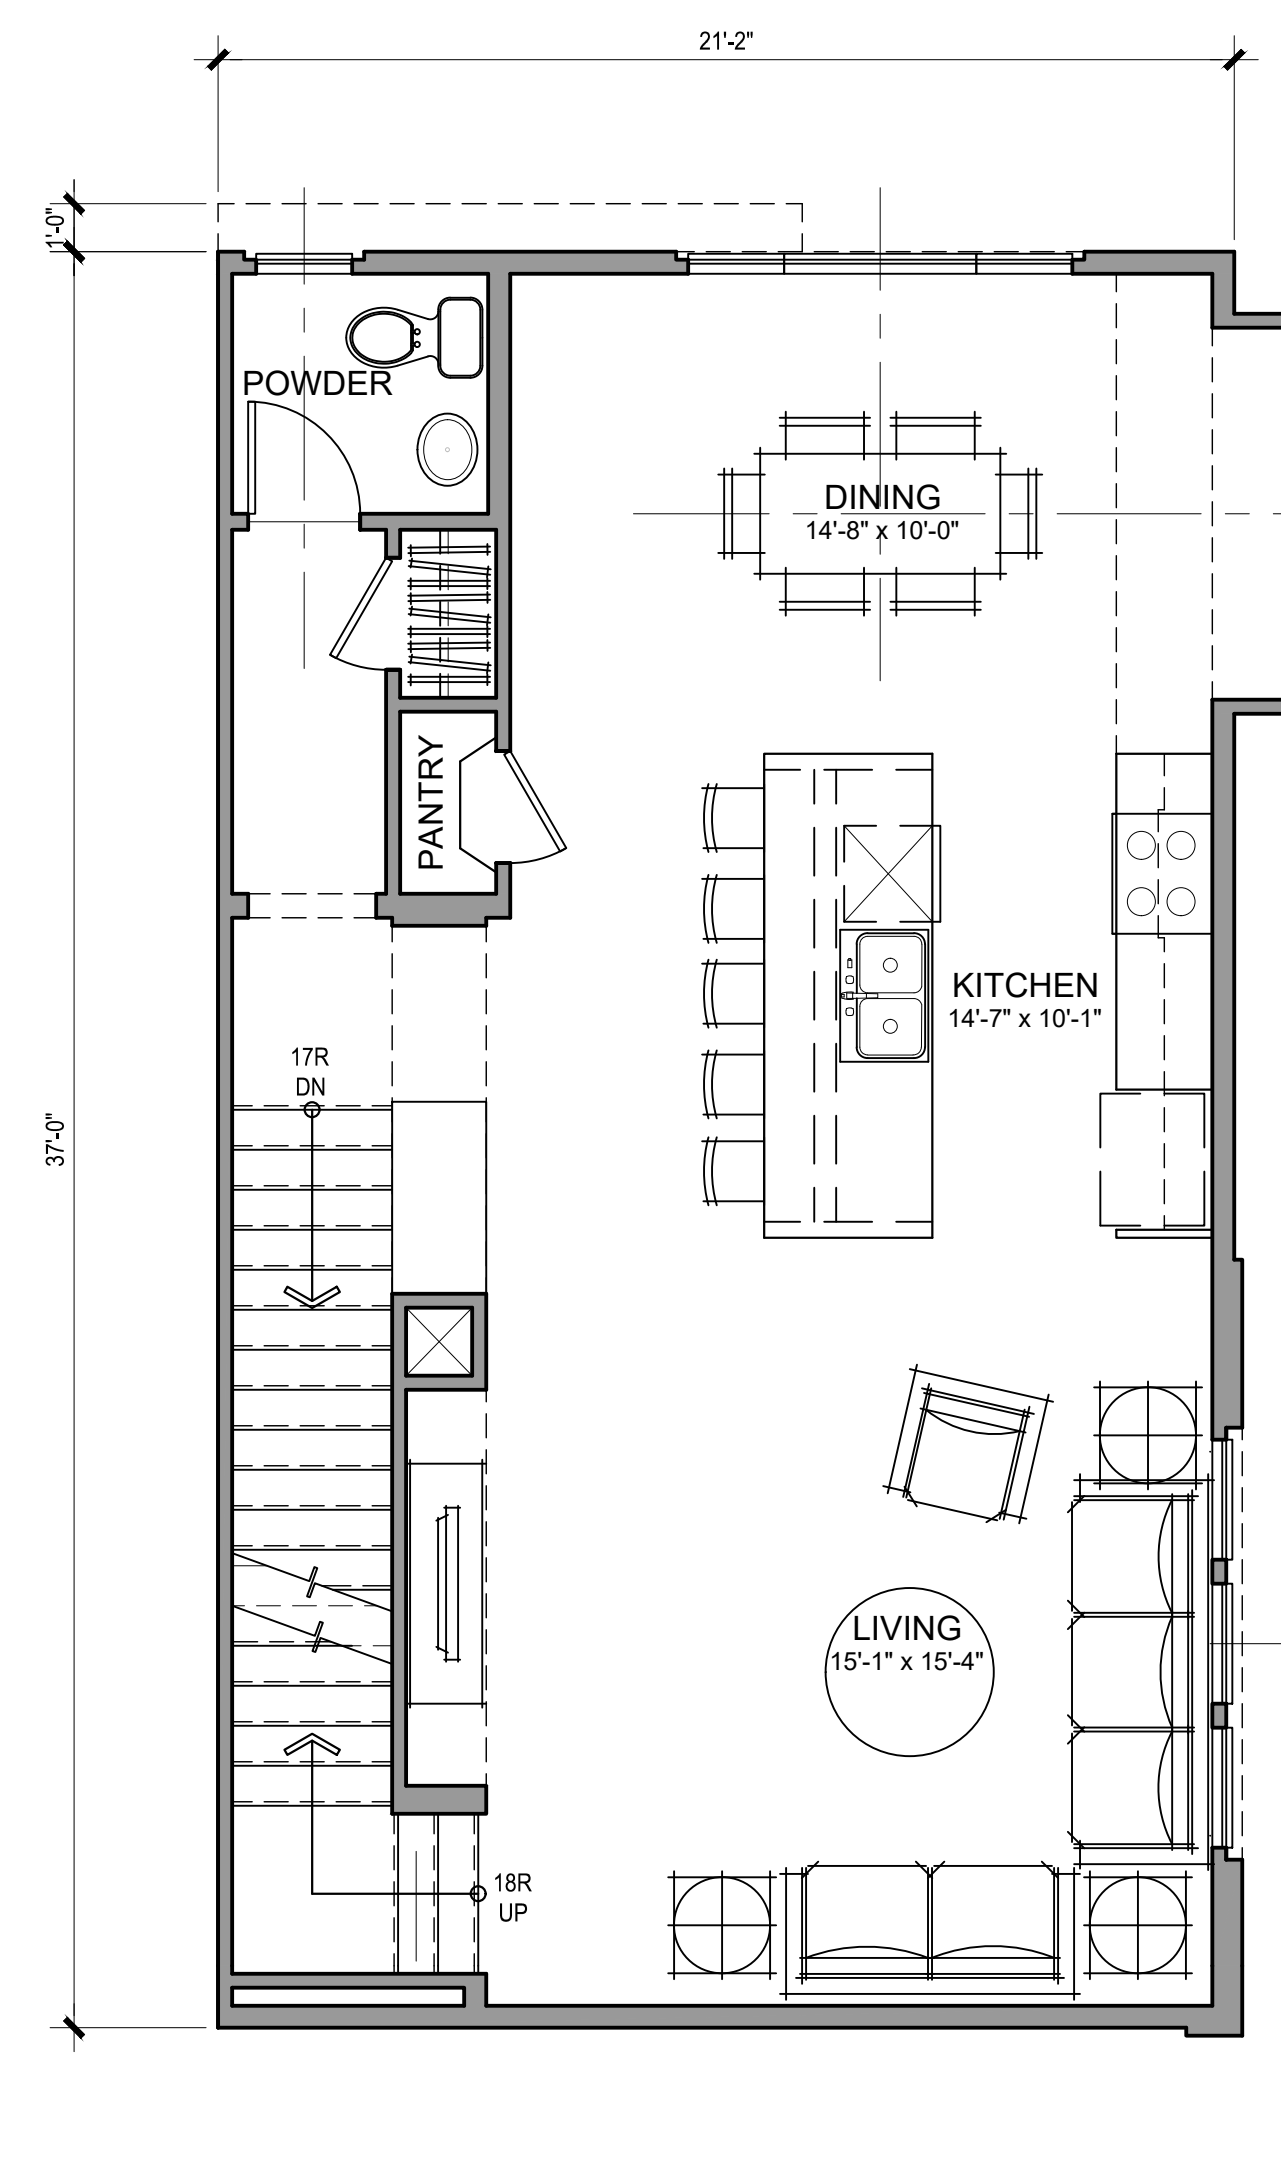 21'-2"
1'-0"
POWDER
DINING
14'-8" x 10'-0"
PANTRY
KITCHEN
14'-7" x 10'-1"
17R
DN
37'-0"
LIVING
15'-1" x 15'-4"
18R
UP